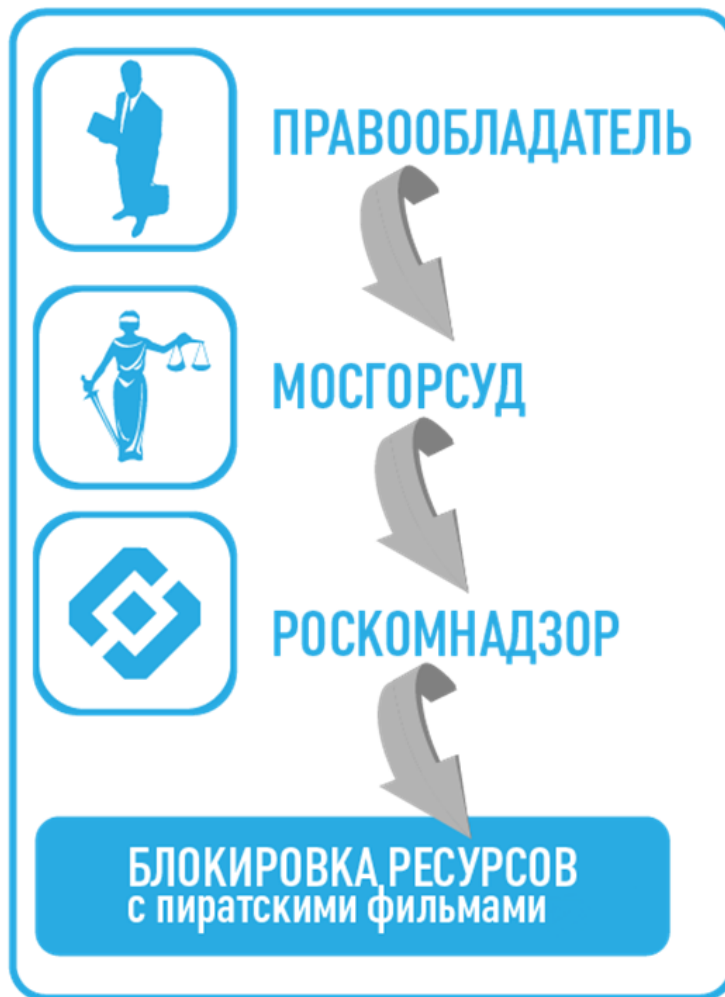 ПРАВООБЛАДАТЕЛЬ
МОСГОРСУД
РОСКОМНАДЗОР
БЛОКИРОВКА РЕСУРСОВ
с пиратскими фильмами